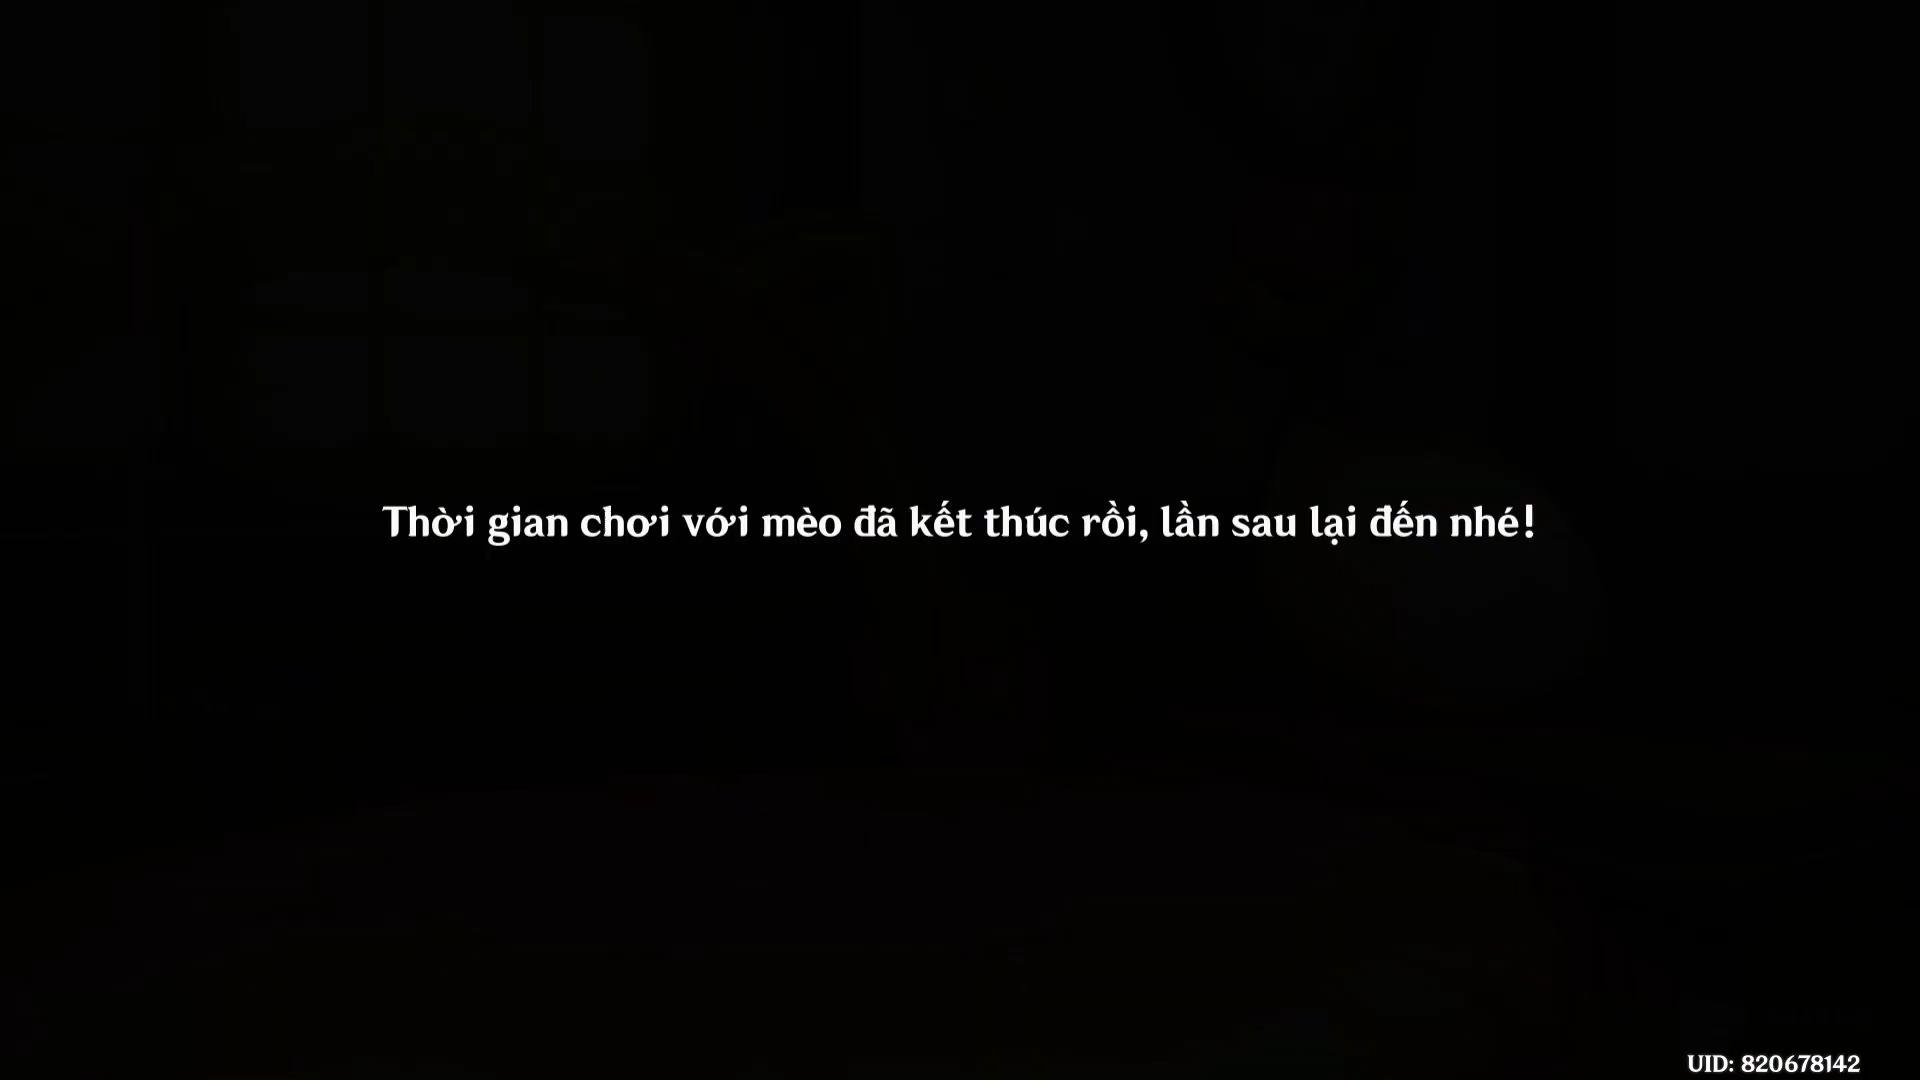 Thời gian chơi với mèo đã kết thúc rồi, lần sau lại đến nhé!
UID: 820678142